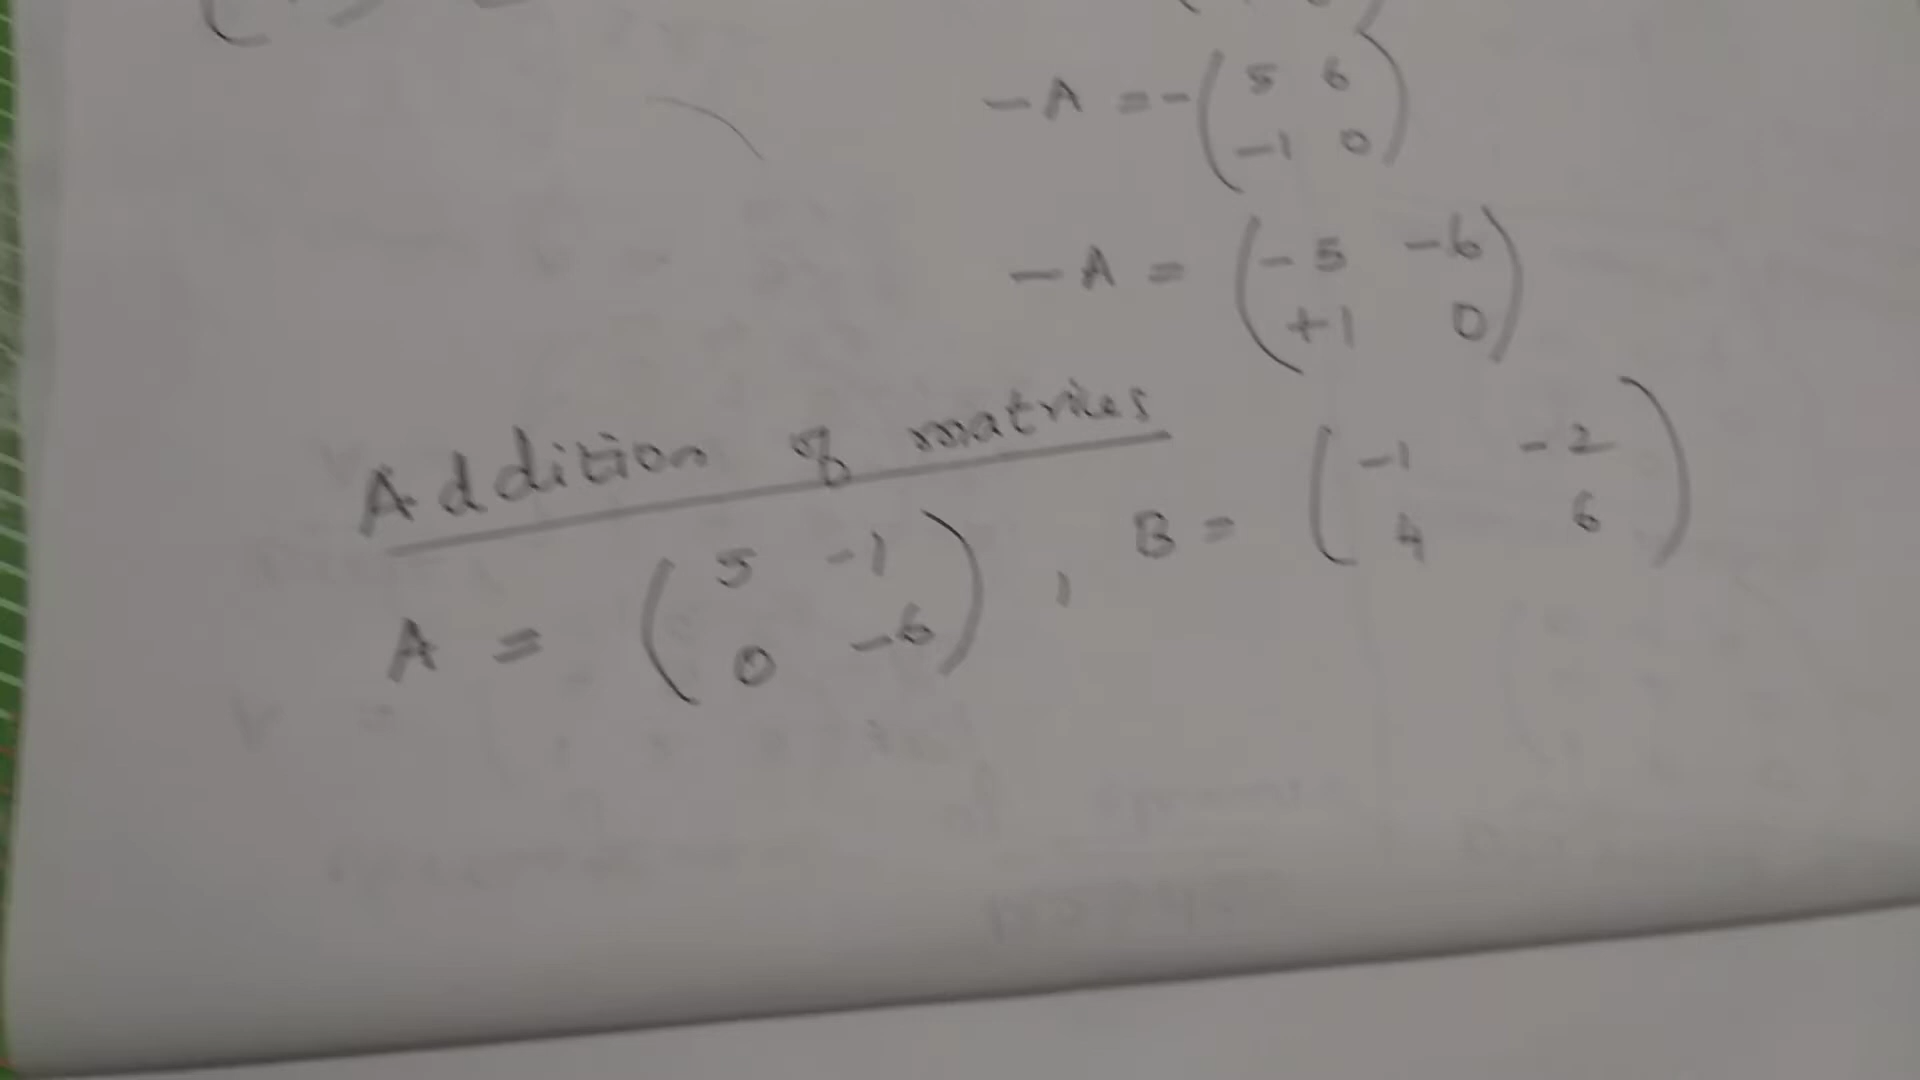 -A = -(5 6
-1 0)
-A = (-5 -6
+1 0)
Addition of matrices
A = (5 -1
0 -6) , B = (-1 -2
4 6)